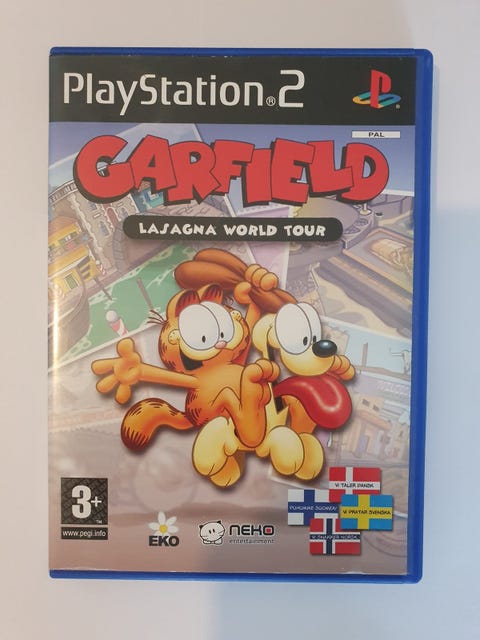 PlayStation®2
PAL
GARFIELD
LASAGNA WORLD TOUR
VI TALER DANSK
PUHUMME SUOMEA!
VI PRATAR SVENSKA
VI SNAKKER NORSK
3+
www.pegi.info
EKO
NEKO
entertainment